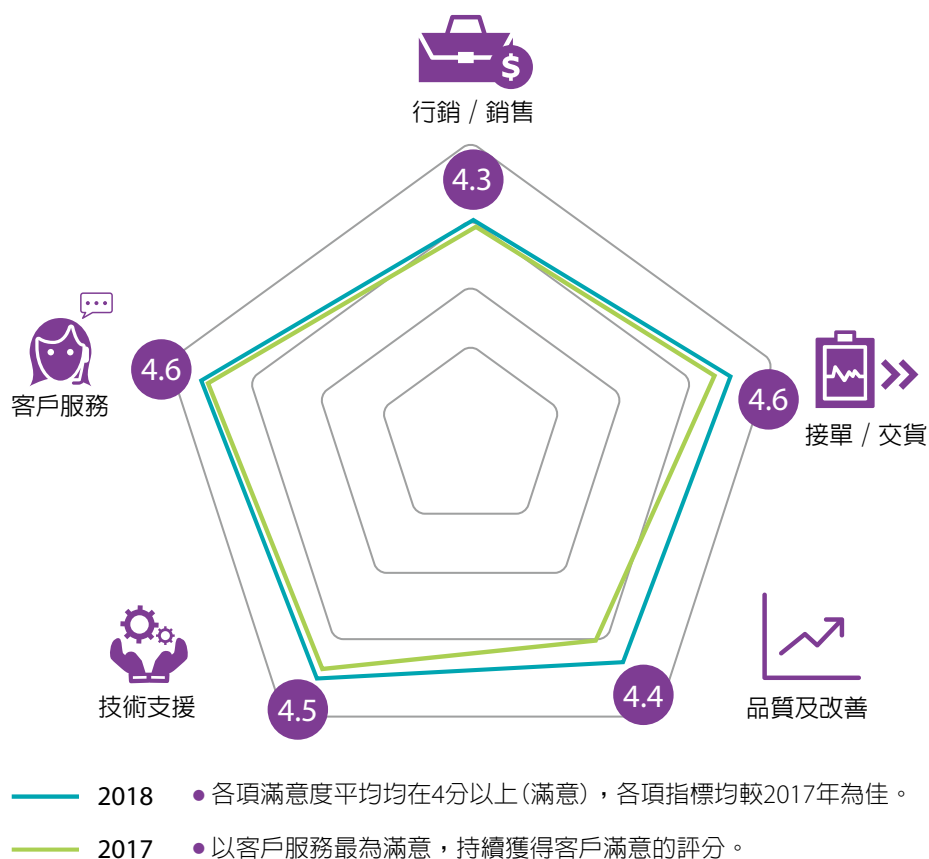 $
行銷 / 銷售
4.3
4.6
客戶服務
4.6
接單 / 交貨
技術支援
4.5
4.4
品質及改善
2018 ●各項滿意度平均均在4分以上(滿意),各項指標均較2017年為佳。
2017 ●以客戶服務最為滿意,持續獲得客戶滿意的評分。